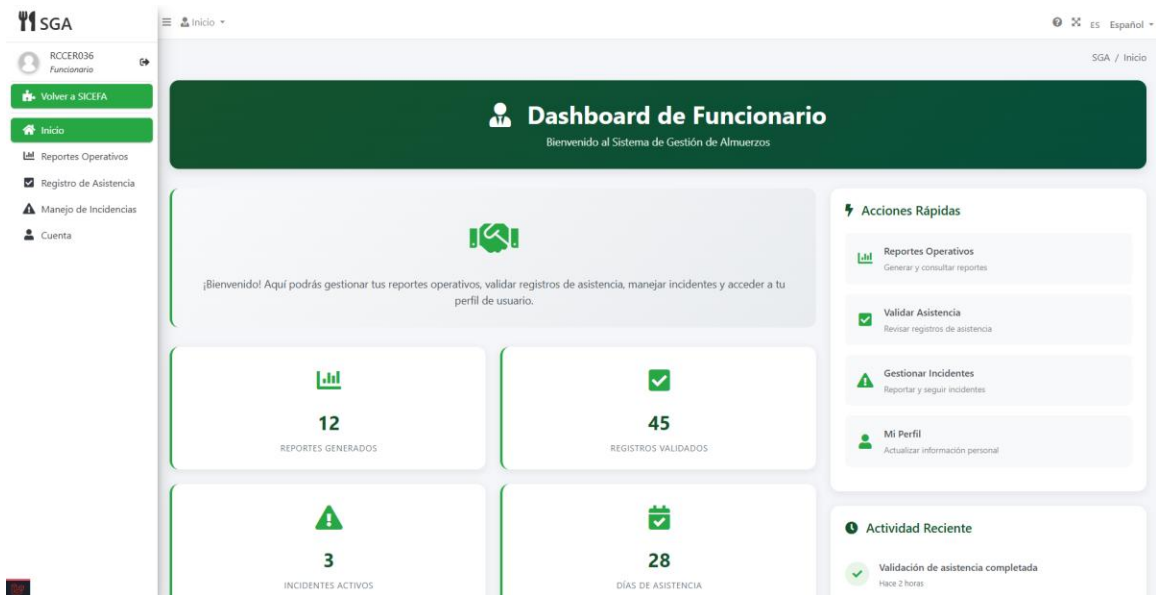 SGA
RCCER036
Funcionario
Volver a SICEFA
Inicio
Reportes Operativos
Registro de Asistencia
Manejo de Incidencias
Cuenta
Inicio
ES Español
SGA / Inicio
Dashboard de Funcionario
Bienvenido al Sistema de Gestión de Almuerzos
¡Bienvenido! Aquí podrás gestionar tus reportes operativos, validar registros de asistencia, manejar incidentes y acceder a tu
perfil de usuario.
12
REPORTES GENERADOS
45
REGISTROS VALIDADOS
3
INCIDENTES ACTIVOS
28
DÍAS DE ASISTENCIA
Acciones Rápidas
Reportes Operativos
Generar y consultar reportes
Validar Asistencia
Revisar registros de asistencia
Gestionar Incidentes
Reportar y seguir incidentes
Mi Perfil
Actualizar información personal
Actividad Reciente
Validación de asistencia completada
Hace 2 horas